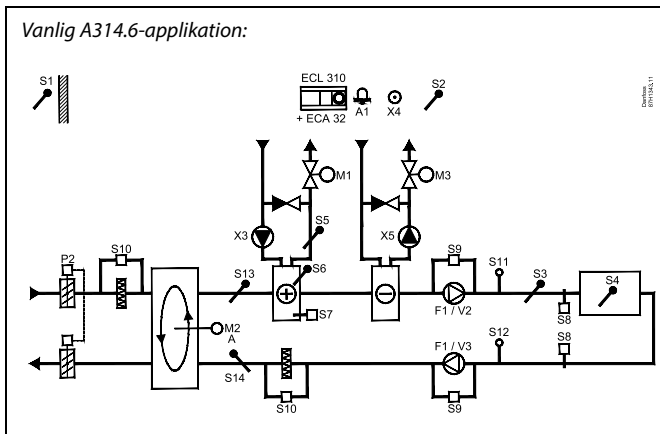 Vanlig A314.6-applikation:
S1
ECL 310
+ ECA 32
A1
X4
S2
Danfoss
87H1343.11
M1
M3
X3
S5
X5
P2
S10
S13
S6
S7
S9
S11
S3
S4
F1 / V2
S8
M2
A
S14
S10
F1 / V3
S9
S12
S8